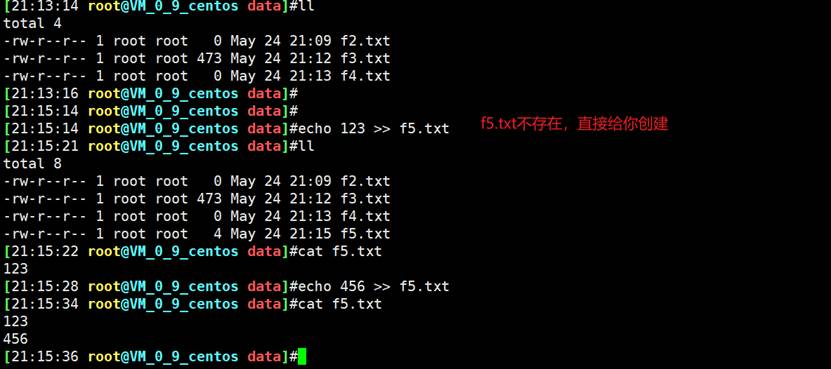 [21:13:14 root@VM_0_9_centos data]#ll
total 4
-rw-r--r-- 1 root root   0 May 24 21:09 f2.txt
-rw-r--r-- 1 root root 473 May 24 21:12 f3.txt
-rw-r--r-- 1 root root   0 May 24 21:13 f4.txt
[21:13:16 root@VM_0_9_centos data]#
[21:15:14 root@VM_0_9_centos data]#
[21:15:14 root@VM_0_9_centos data]#echo 123 >> f5.txt f5.txt不存在，直接给你创建
[21:15:21 root@VM_0_9_centos data]#ll
total 8
-rw-r--r-- 1 root root   0 May 24 21:09 f2.txt
-rw-r--r-- 1 root root 473 May 24 21:12 f3.txt
-rw-r--r-- 1 root root   0 May 24 21:13 f4.txt
-rw-r--r-- 1 root root   4 May 24 21:15 f5.txt
[21:15:22 root@VM_0_9_centos data]#cat f5.txt
123
[21:15:28 root@VM_0_9_centos data]#echo 456 >> f5.txt
[21:15:34 root@VM_0_9_centos data]#cat f5.txt
123
456
[21:15:36 root@VM_0_9_centos data]#